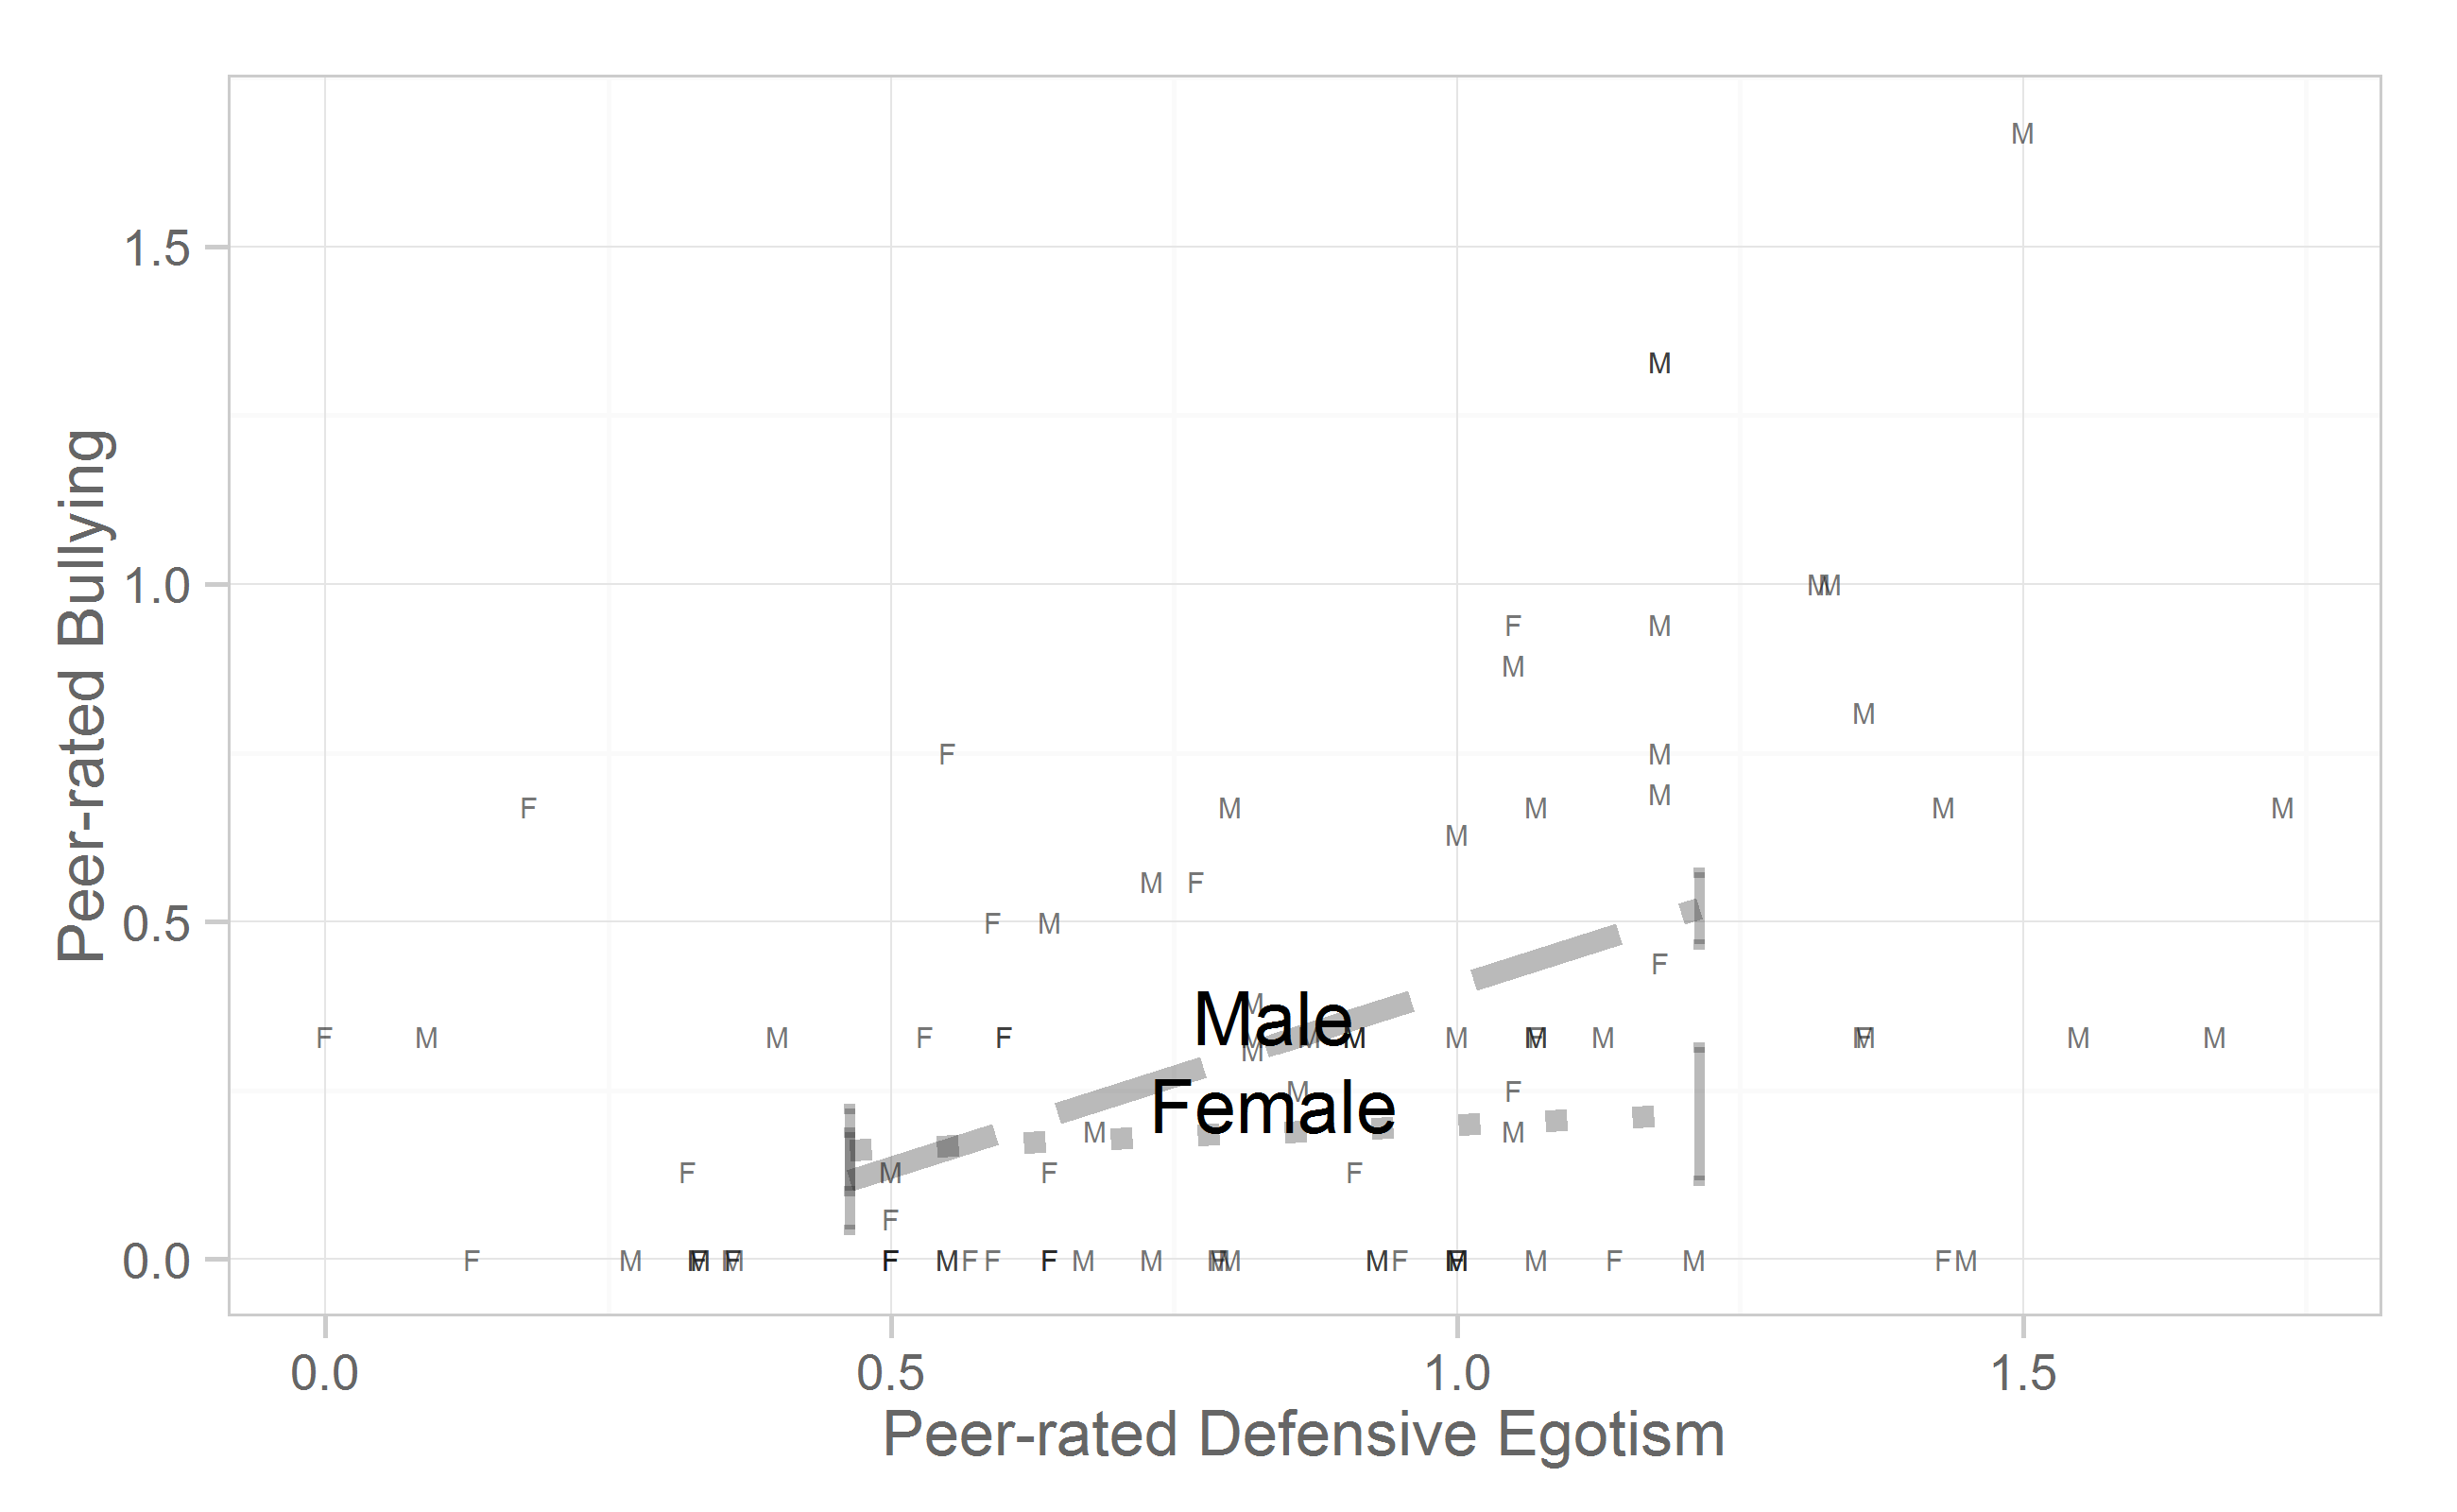 Peer-rated Bullying
1.5
1.0
0.5
0.0
M
M
M M
F M
M
M
F M
F M M M M M
M
M F
F M
F
M
F M M F F M M M M M M M F M M M
M F
Male
Female
M M
F M F F
F
F M M F F M M F M F F F M M F M M F M F M F M F M
0.0 0.5 1.0 1.5
Peer-rated Defensive Egotism